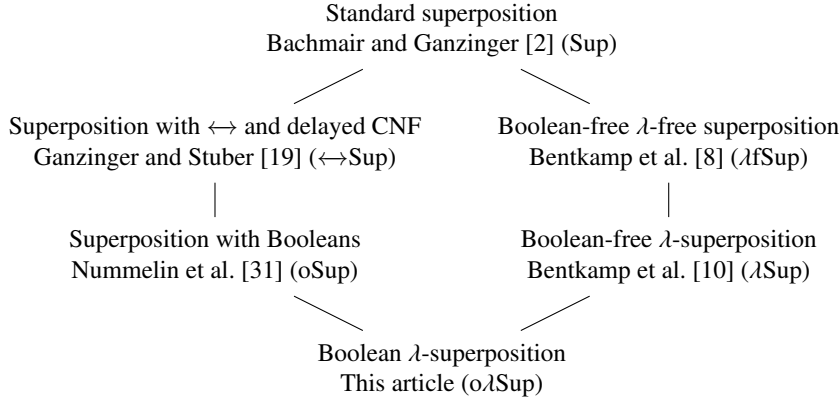 Standard superposition
Bachmair and Ganzinger [2] (Sup)
Superposition with ↔ and delayed CNF
Ganzinger and Stuber [19] (↔Sup)
Boolean-free λ-free superposition
Bentkamp et al. [8] (λfSup)
Superposition with Booleans
Nummelin et al. [31] (oSup)
Boolean-free λ-superposition
Bentkamp et al. [10] (λSup)
Boolean λ-superposition
This article (oλSup)